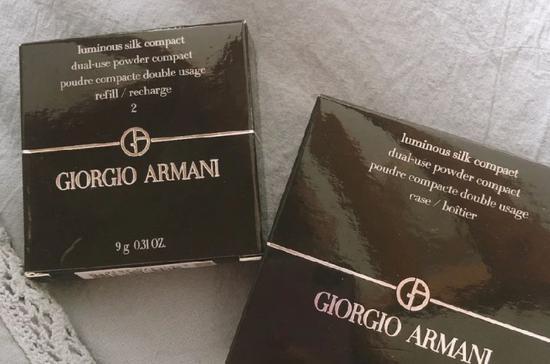 luminous silk compact
dual-use powder compact
poudre compacte double usage
refill / recharge
2
GIORGIO ARMANI
9 g 0.31 OZ.
luminous silk compact
dual-use powder compact
poudre compacte double usage
case / boîtier
GIORGIO ARMANI